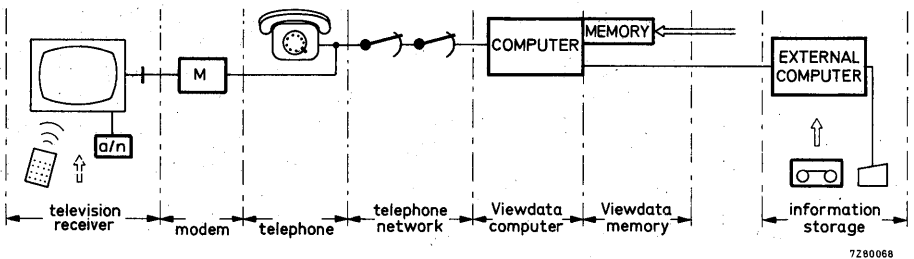 COMPUTER
MEMORY
EXTERNAL
COMPUTER
M
a/n
television
receiver
modem
telephone
telephone
network
Viewdata
computer
Viewdata
memory
information
storage
7Z80068